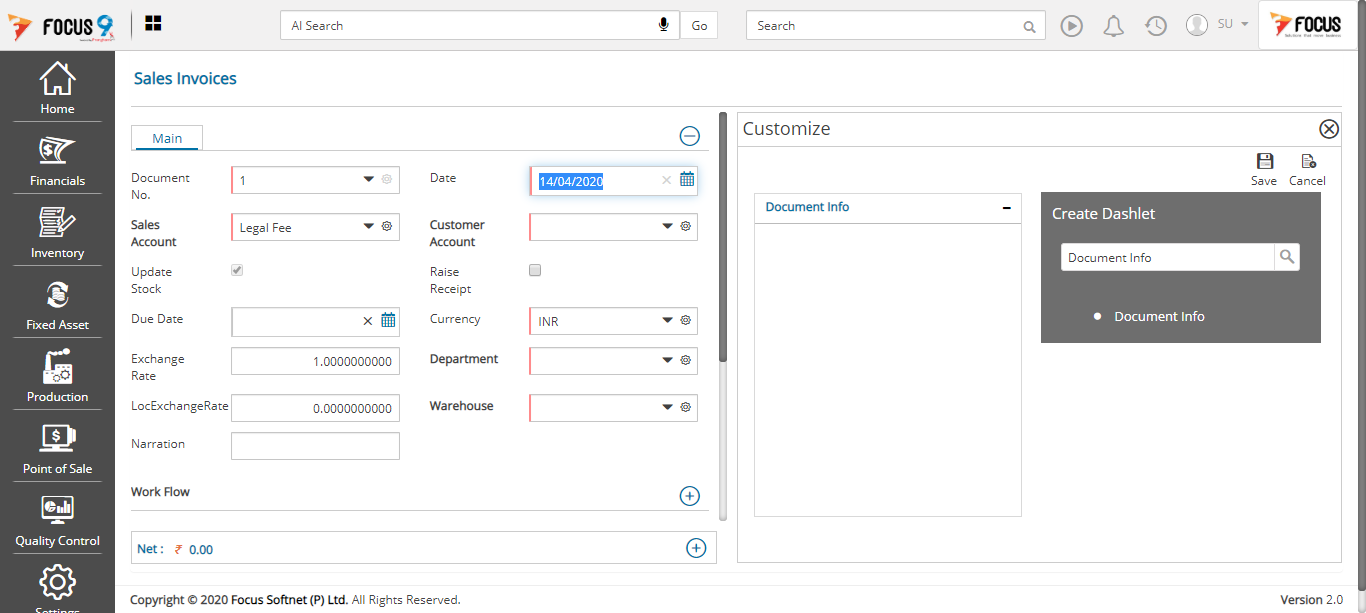 FOCUS 9
AI Search
Go
Search
SU
FOCUS
Home
Financials
Inventory
Fixed Asset
Production
Point of Sale
Quality Control
Settings
Sales Invoices
Main
Document No.
1
Date
14/04/2020
Sales Account
Legal Fee
Customer Account
Update Stock
Raise Receipt
Due Date
Currency
INR
Exchange Rate
1.0000000000
Department
LocExchangeRate
0.0000000000
Warehouse
Narration
Work Flow
Net : ₹ 0.00
Customize
Save
Cancel
Document Info
Create Dashlet
Document Info
Document Info
Copyright © 2020 Focus Softnet (P) Ltd. All Rights Reserved.
Version 2.0